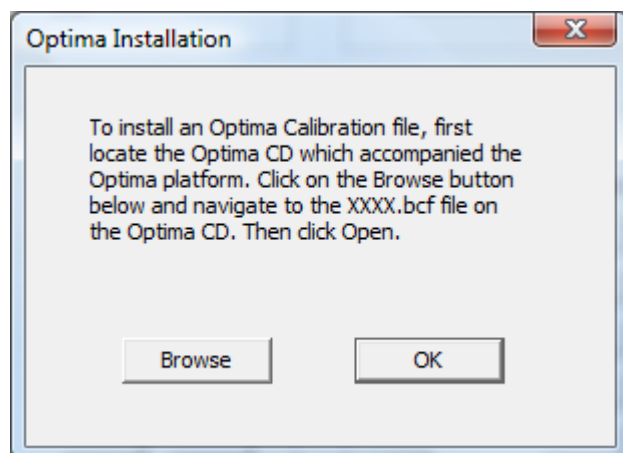 Optima Installation
To install an Optima Calibration file, first
locate the Optima CD which accompanied the
Optima platform. Click on the Browse button
below and navigate to the XXXX.bcf file on
the Optima CD. Then click Open.
Browse
OK